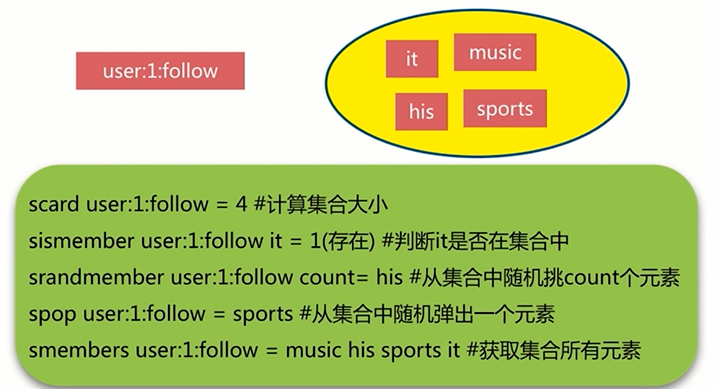 user:1:follow
it
music
his
sports
scard user:1:follow = 4 #计算集合大小
sismember user:1:follow it = 1(存在) #判断it是否在集合中
srandmember user:1:follow count= his #从集合中随机挑count个元素
spop user:1:follow = sports #从集合中随机弹出一个元素
smembers user:1:follow = music his sports it #获取集合所有元素